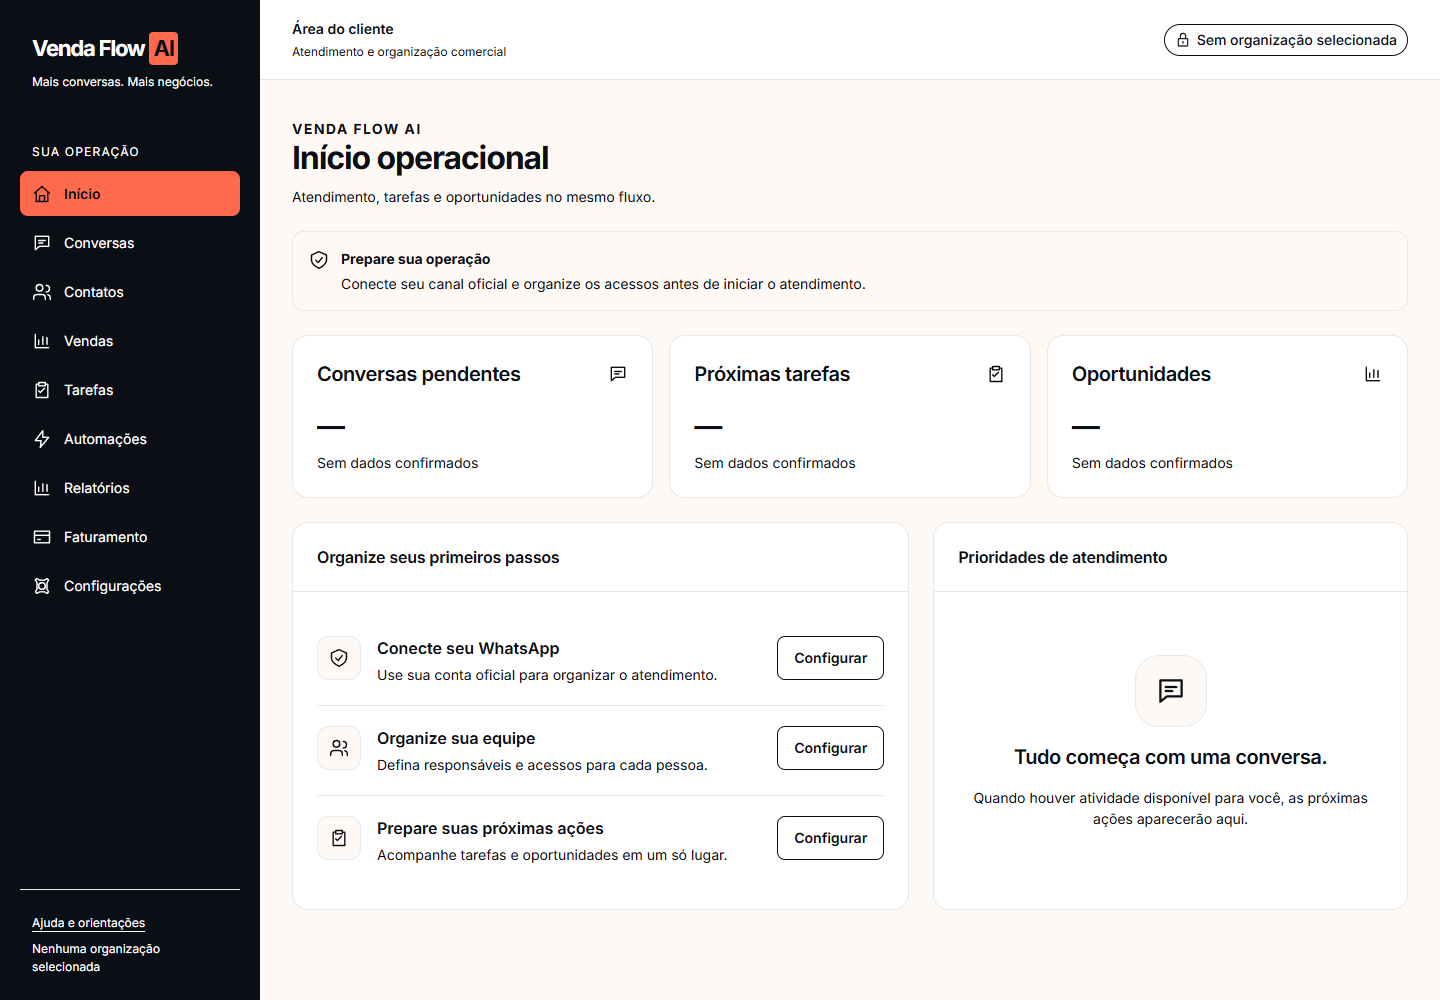 Venda Flow AI
Mais conversas. Mais negócios.
SUA OPERAÇÃO
Início
Conversas
Contatos
Vendas
Tarefas
Automações
Relatórios
Faturamento
Configurações
Ajuda e orientações
Nenhuma organização
selecionada
Área do cliente
Atendimento e organização comercial
Sem organização selecionada
VENDA FLOW AI
Início operacional
Atendimento, tarefas e oportunidades no mesmo fluxo.
Prepare sua operação
Conecte seu canal oficial e organize os acessos antes de iniciar o atendimento.
Conversas pendentes
—
Sem dados confirmados
Próximas tarefas
—
Sem dados confirmados
Oportunidades
—
Sem dados confirmados
Organize seus primeiros passos
Conecte seu WhatsApp
Use sua conta oficial para organizar o atendimento.
Configurar
Organize sua equipe
Defina responsáveis e acessos para cada pessoa.
Configurar
Prepare suas próximas ações
Acompanhe tarefas e oportunidades em um só lugar.
Configurar
Prioridades de atendimento
Tudo começa com uma conversa.
Quando houver atividade disponível para você, as próximas
ações aparecerão aqui.